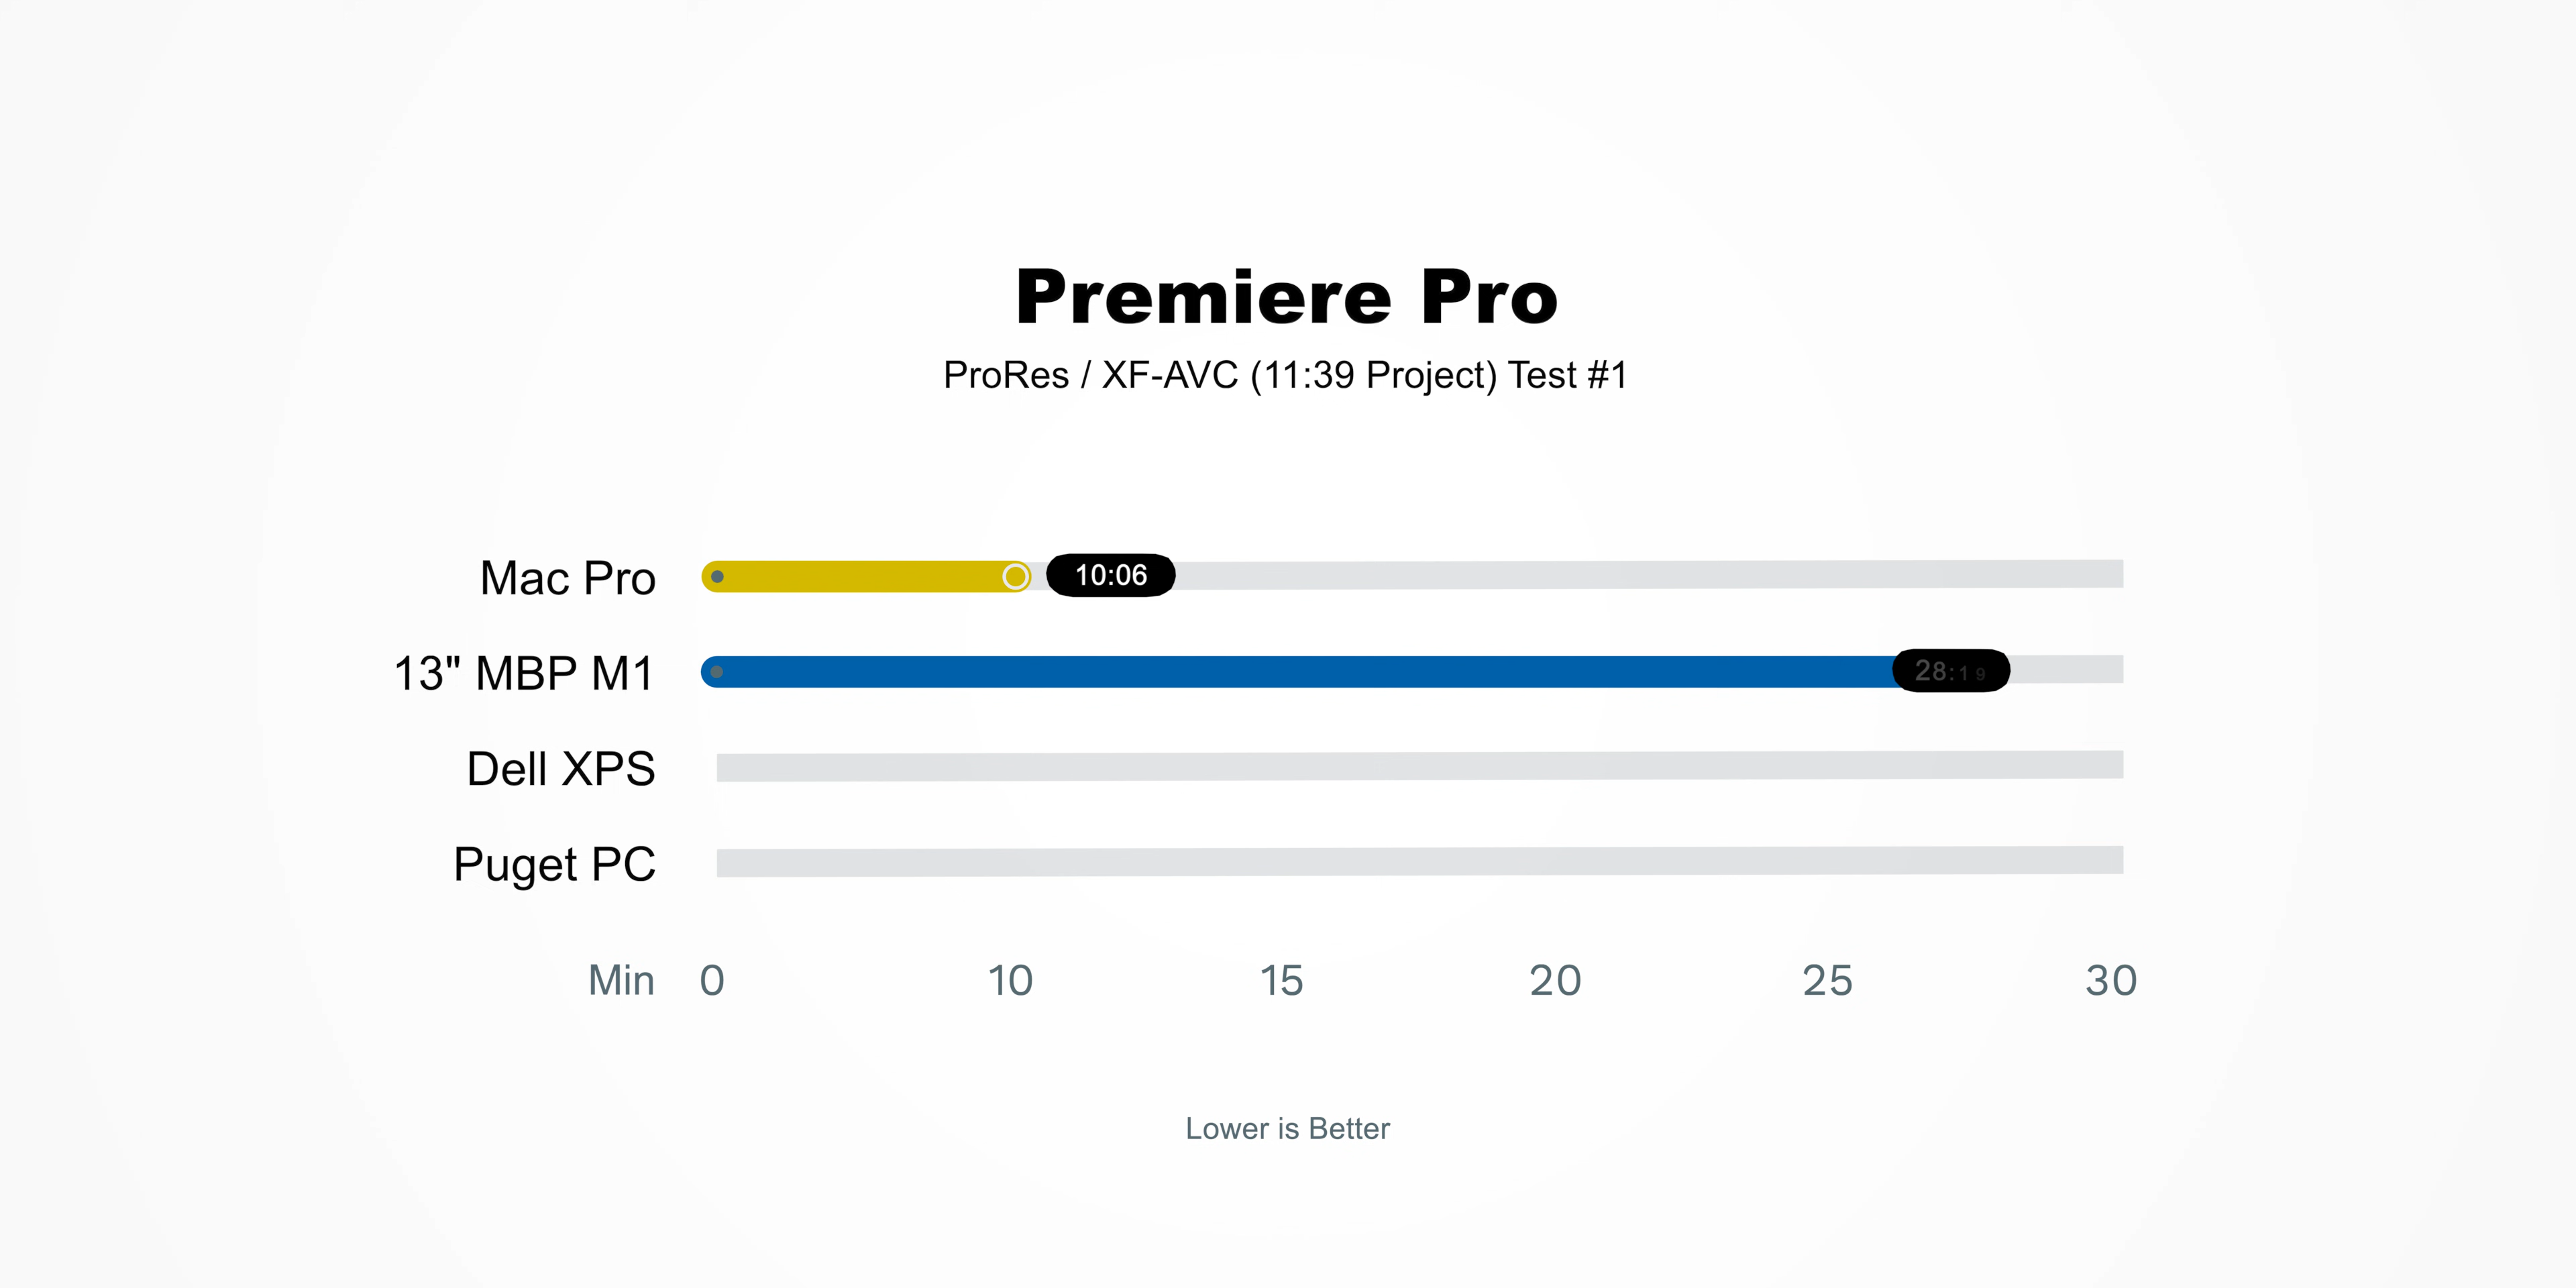 Premiere Pro
ProRes / XF-AVC (11:39 Project) Test #1
Mac Pro 10:06
13" MBP M1 28:19
Dell XPS
Puget PC
Min 0 10 15 20 25 30
Lower is Better